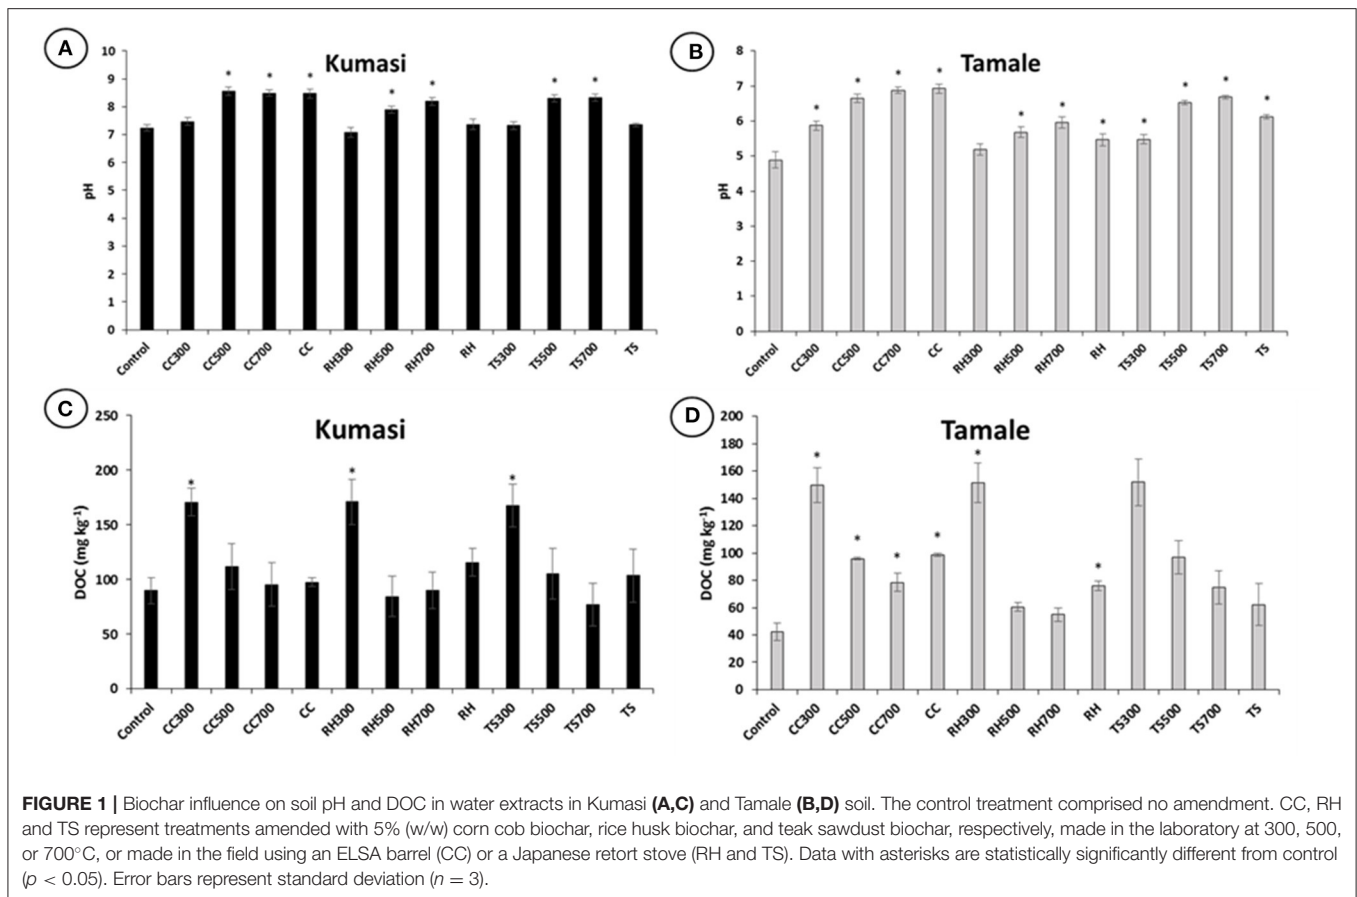 A
Kumasi
10
9
8
7
6
5
4
3
2
1
0
pH
* * * * * * *
Control CC300 CC500 CC700 CC RH300 RH500 RH700 RH TS300 TS500 TS700 TS
B
Tamale
8
7
6
5
4
3
2
1
0
pH
* * * * * * * * * * *
Control CC300 CC500 CC700 CC RH300 RH500 RH700 RH TS300 TS500 TS700 TS
C
Kumasi
250
200
150
100
50
0
DOC (mg kg⁻¹)
* * *
Control CC300 CC500 CC700 CC RH300 RH500 RH700 RH TS300 TS500 TS700 TS
D
Tamale
200
180
160
140
120
100
80
60
40
20
0
DOC (mg kg⁻¹)
* * * * * *
Control CC300 CC500 CC700 CC RH300 RH500 RH700 RH TS300 TS500 TS700 TS
FIGURE 1 | Biochar influence on soil pH and DOC in water extracts in Kumasi (A,C) and Tamale (B,D) soil. The control treatment comprised no amendment. CC, RH
and TS represent treatments amended with 5% (w/w) corn cob biochar, rice husk biochar, and teak sawdust biochar, respectively, made in the laboratory at 300, 500,
or 700°C, or made in the field using an ELSA barrel (CC) or a Japanese retort stove (RH and TS). Data with asterisks are statistically significantly different from control
(p < 0.05). Error bars represent standard deviation (n = 3).